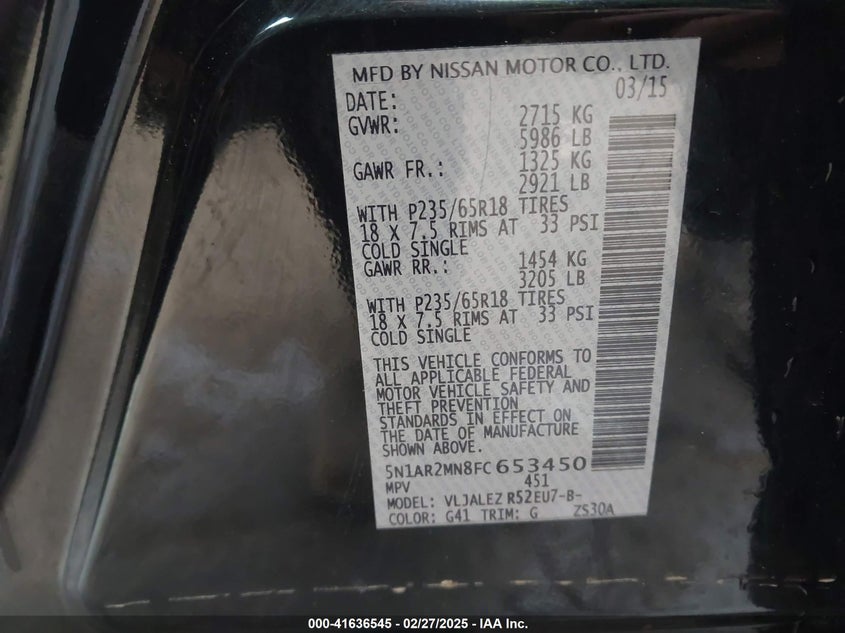 MFD BY NISSAN MOTOR CO., LTD.
DATE: 03/15
GVWR: 2715 KG
5986 LB
GAWR FR.: 1325 KG
2921 LB
WITH P235/65R18 TIRES
18 X 7.5 RIMS AT 33 PSI
COLD SINGLE
GAWR RR.: 1454 KG
3205 LB
WITH P235/65R18 TIRES
18 X 7.5 RIMS AT 33 PSI
COLD SINGLE
THIS VEHICLE CONFORMS TO
ALL APPLICABLE FEDERAL
MOTOR VEHICLE SAFETY AND
THEFT PREVENTION
STANDARDS IN EFFECT ON
THE DATE OF MANUFACTURE
SHOWN ABOVE.
5N1AR2MN8FC 653450
MPV 451
MODEL: VLJALEZ R52EU7-B-
COLOR: G41 TRIM: G ZS30A
000-41636545 - 02/27/2025 - IAA Inc.